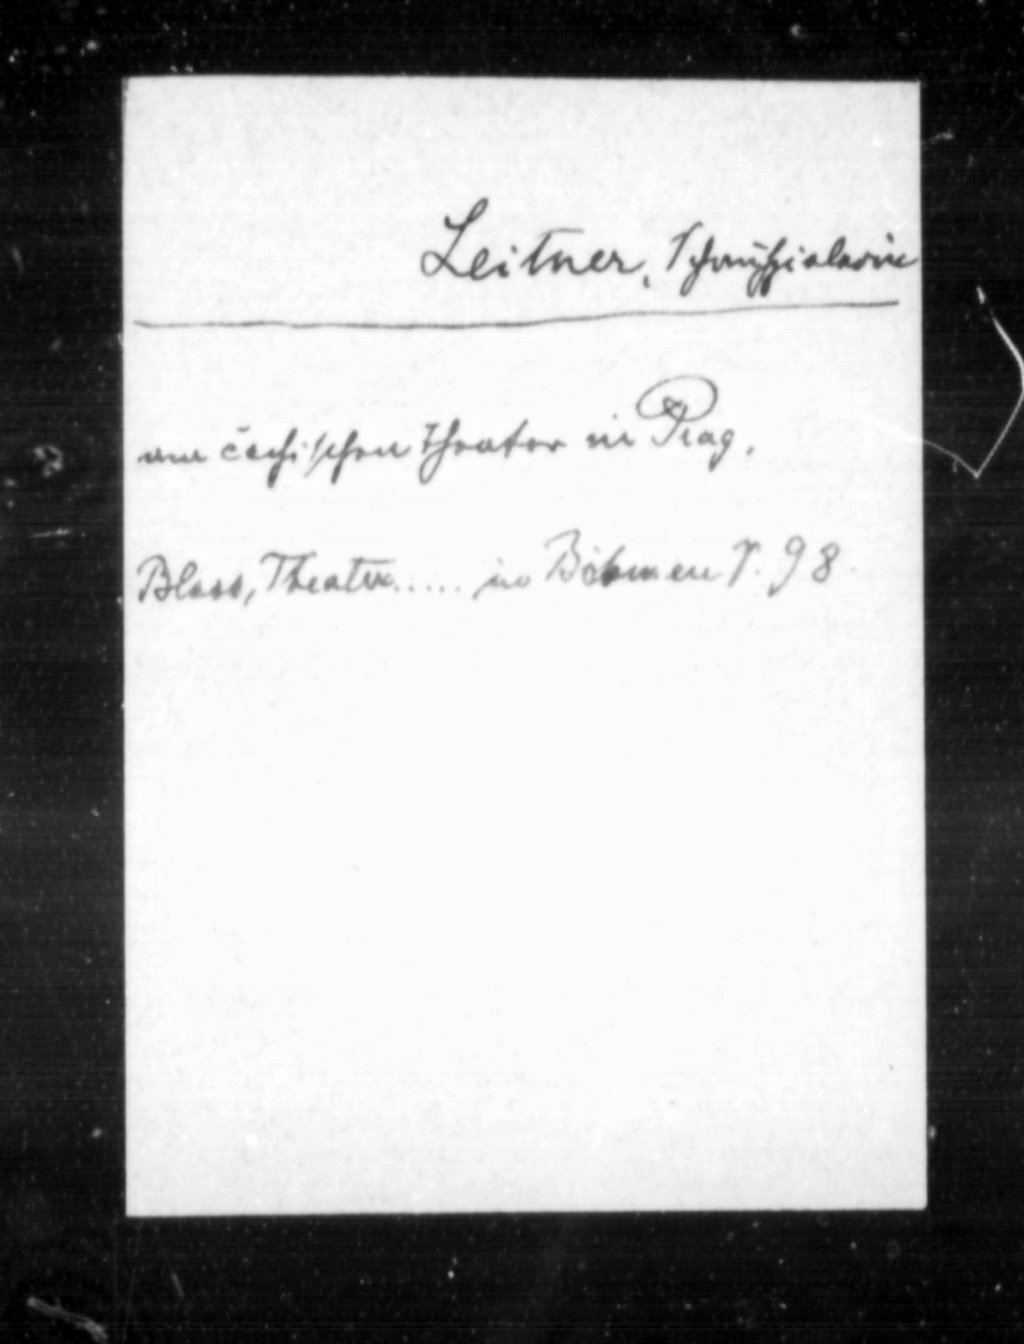 Leitner, Schauspielerin
am čechischen Theater in Prag.
Blass, Theater..... in Böhmen S. 98.